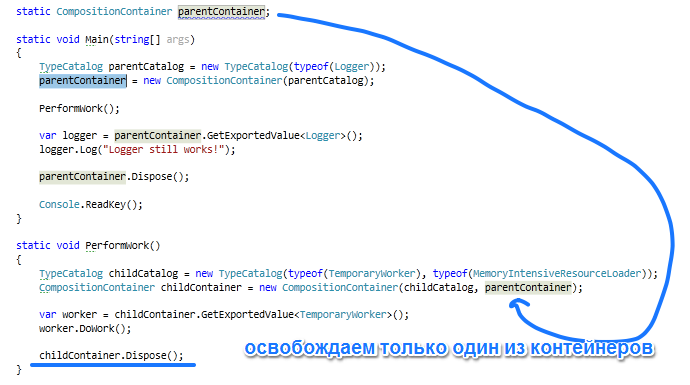 static CompositionContainer parentContainer;
static void Main(string[] args)
{
TypeCatalog parentCatalog = new TypeCatalog(typeof(Logger));
parentContainer = new CompositionContainer(parentCatalog);
PerformWork();
var logger = parentContainer.GetExportedValue<Logger>();
logger.Log("Logger still works!");
parentContainer.Dispose();
Console.ReadKey();
}
static void PerformWork()
{
TypeCatalog childCatalog = new TypeCatalog(typeof(TemporaryWorker), typeof(MemoryIntensiveResourceLoader));
CompositionContainer childContainer = new CompositionContainer(childCatalog, parentContainer);
var worker = childContainer.GetExportedValue<TemporaryWorker>();
worker.DoWork();
childContainer.Dispose();
освобождаем только один из контейнеров
}